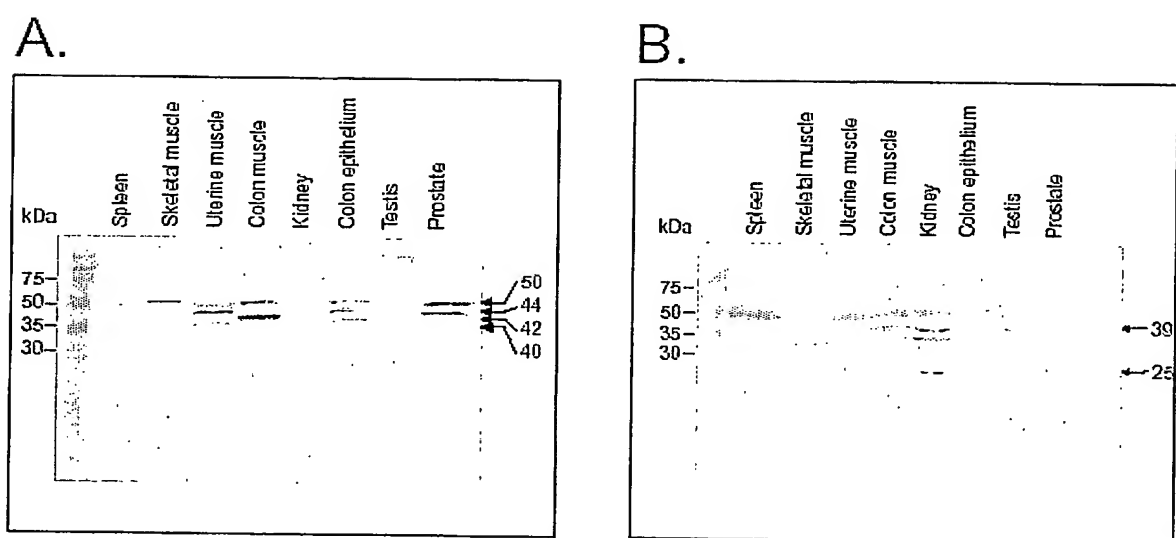 A.
kDa
Spleen
Skeletal muscle
Uterine muscle
Colon muscle
Kidney
Colon epithelium
Testis
Prostate
75
50
35
30
50
44
42
40
B.
kDa
Spleen
Skeletal muscle
Uterine muscle
Colon muscle
Kidney
Colon epithelium
Testis
Prostate
75
50
35
30
39
25